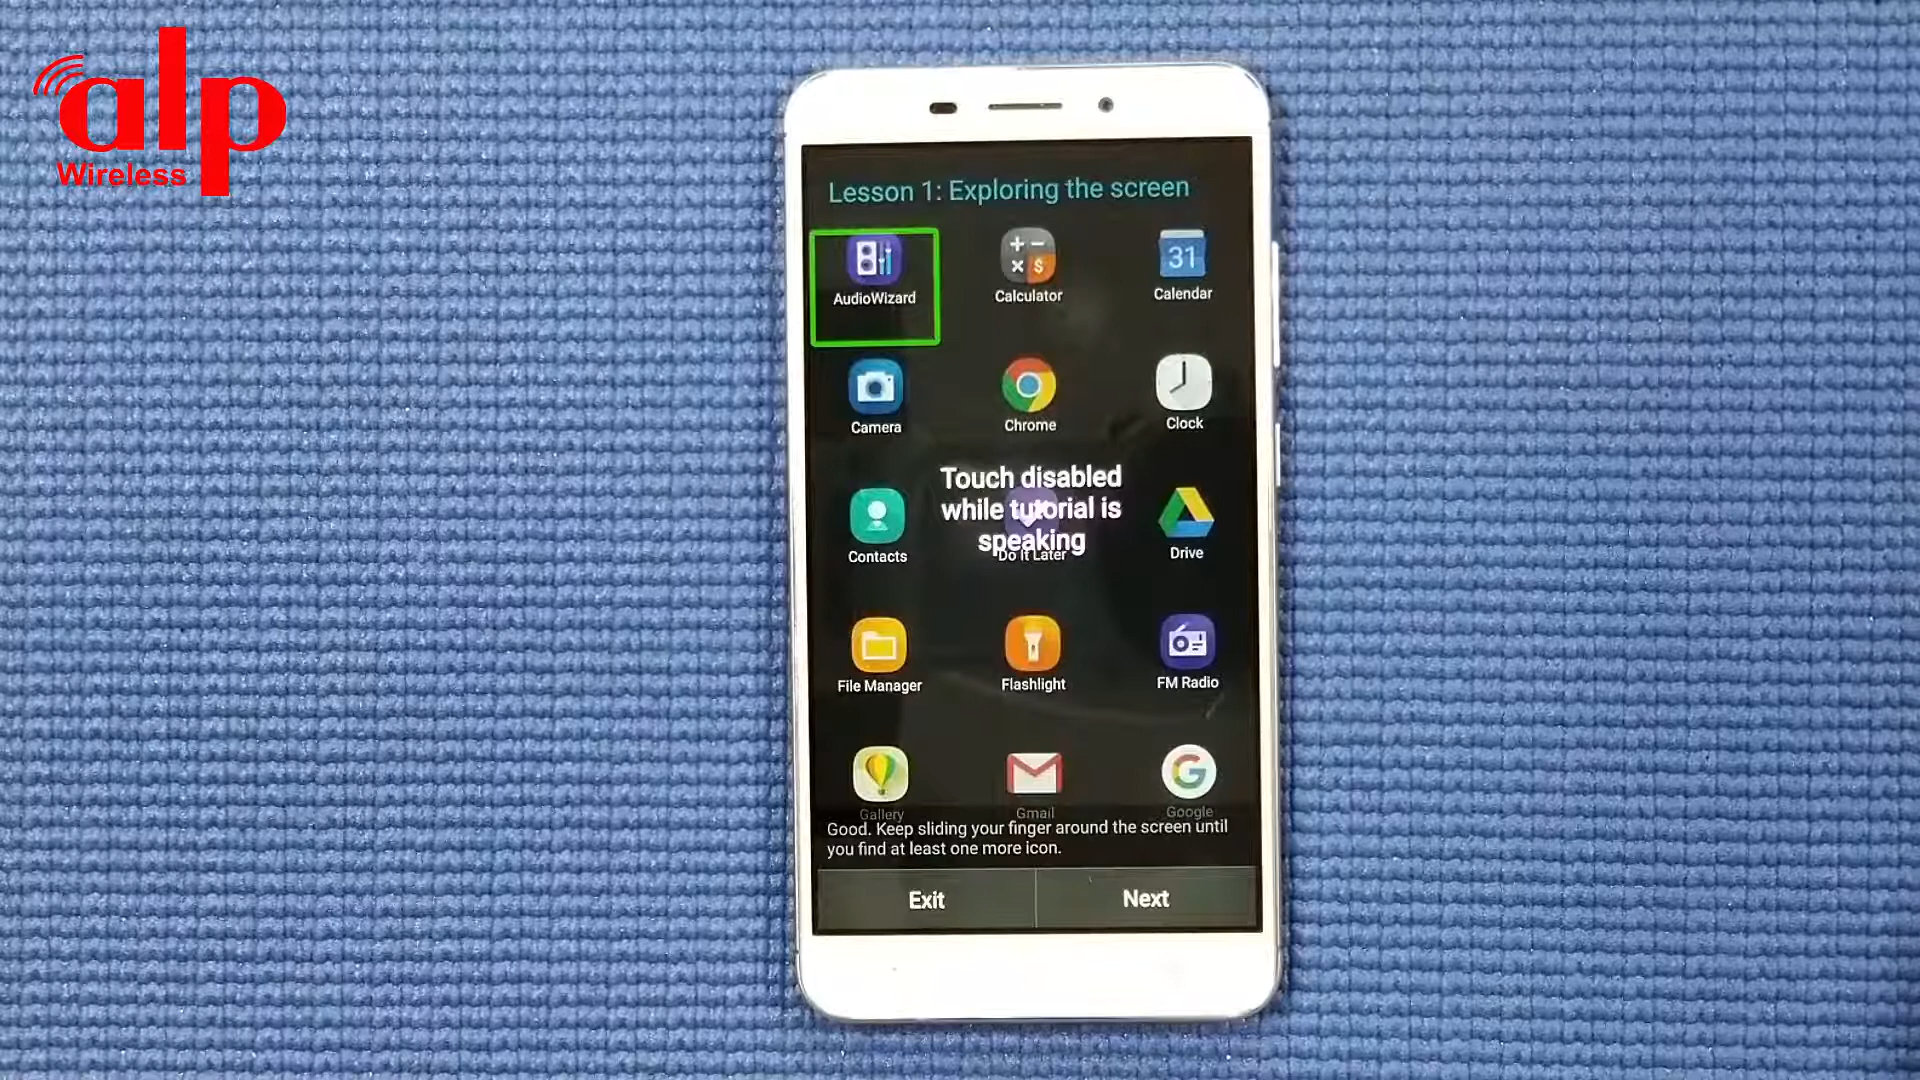 alp
Wireless
Lesson 1: Exploring the screen
AudioWizard
Calculator
31
Calendar
Camera
Chrome
Clock
Touch disabled
while tutorial is
speaking
Contacts
Do It Later
Drive
File Manager
Flashlight
FM Radio
Gallery
Gmail
Google
Good. Keep sliding your finger around the screen until
you find at least one more icon.
Exit
Next